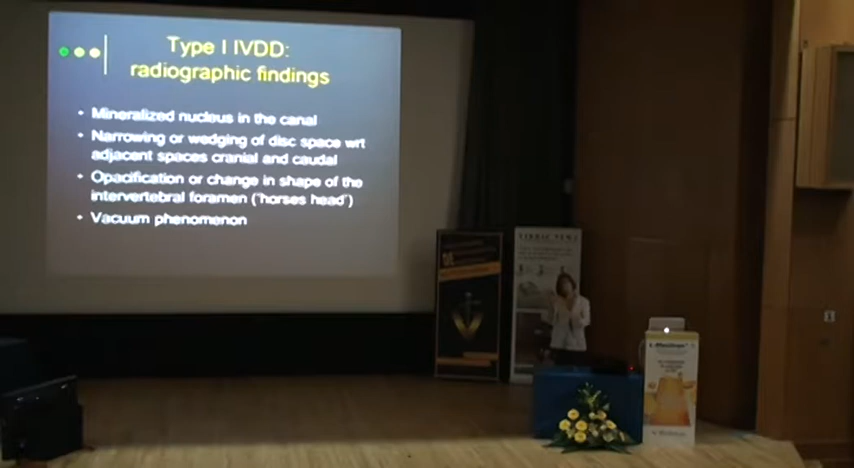 Type I IVDD:
radiographic findings
• Mineralized nucleus in the canal
• Narrowing or wedging of disc space wrt
adjacent spaces cranial and caudal
• Opacification or change in shape of the
intervertebral foramen ("horses head")
• Vacuum phenomenon